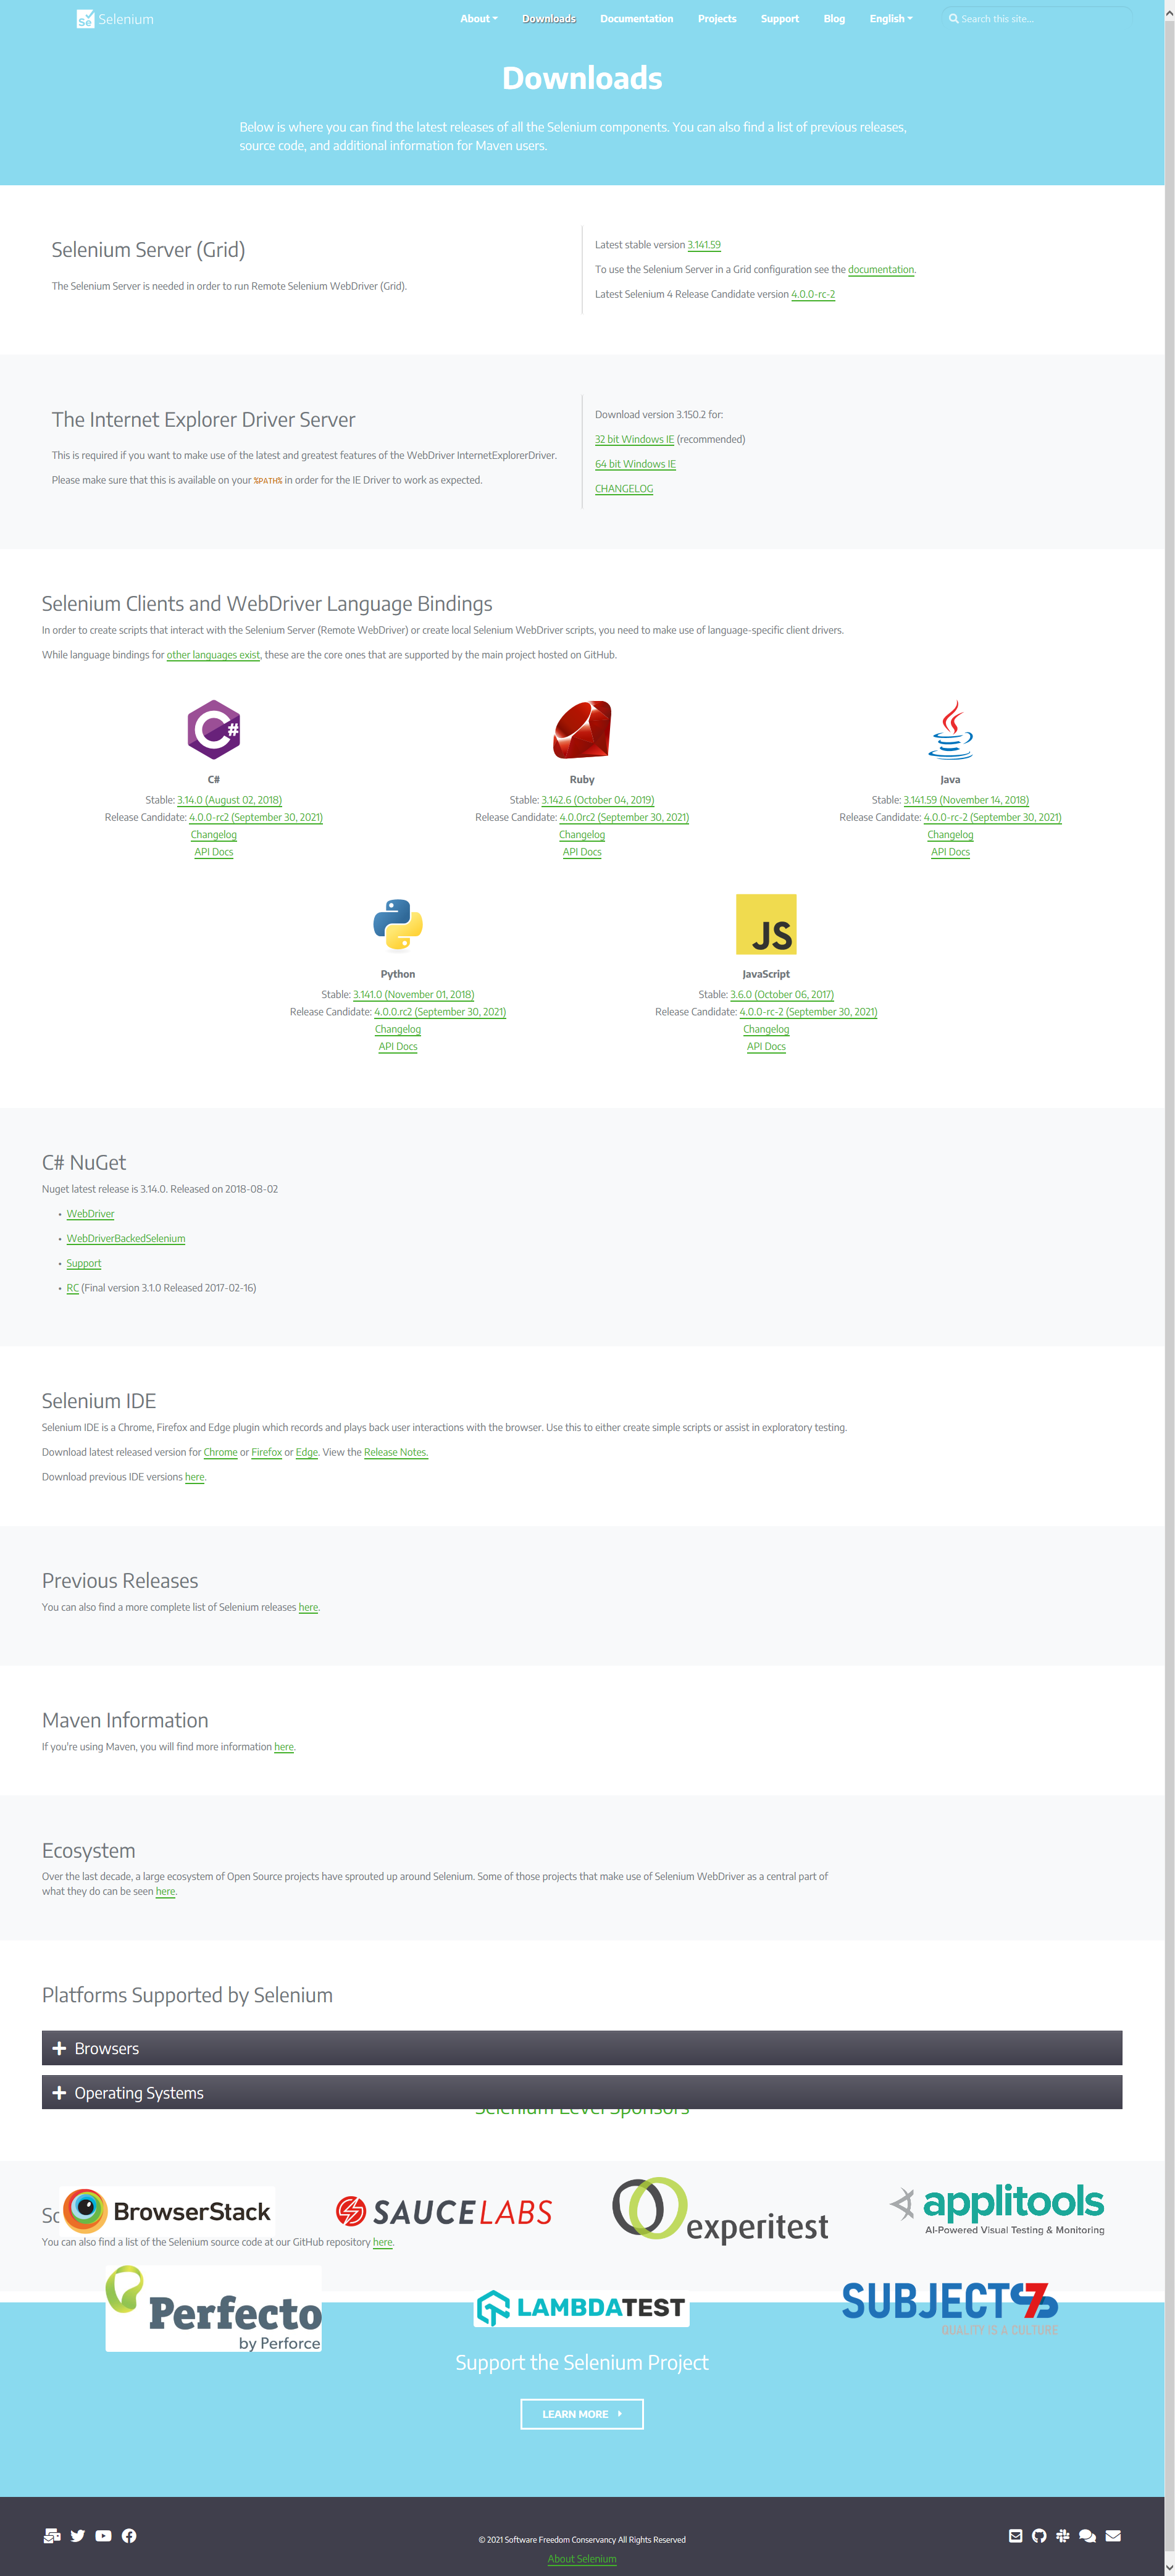 Selenium
About
Downloads
Documentation
Projects
Support
Blog
English
Search this site...
Downloads
Below is where you can find the latest releases of all the Selenium components. You can also find a list of previous releases,
source code, and additional information for Maven users.
Selenium Server (Grid)
The Selenium Server is needed in order to run Remote Selenium WebDriver (Grid).
Latest stable version 3.141.59
To use the Selenium Server in a Grid configuration see the documentation.
Latest Selenium 4 Release Candidate version 4.0.0-rc-2
The Internet Explorer Driver Server
This is required if you want to make use of the latest and greatest features of the WebDriver InternetExplorerDriver.
Please make sure that this is available on your %PATH% in order for the IE Driver to work as expected.
Download version 3.150.2 for:
32 bit Windows IE (recommended)
64 bit Windows IE
CHANGELOG
Selenium Clients and WebDriver Language Bindings
In order to create scripts that interact with the Selenium Server (Remote WebDriver) or create local Selenium WebDriver scripts, you need to make use of language-specific client drivers.
While language bindings for other languages exist, these are the core ones that are supported by the main project hosted on GitHub.
C#
C#
Stable: 3.14.0 (August 02, 2018)
Release Candidate: 4.0.0-rc2 (September 30, 2021)
Changelog
API Docs
Ruby
Stable: 3.142.6 (October 04, 2019)
Release Candidate: 4.0.0rc2 (September 30, 2021)
Changelog
API Docs
Java
Stable: 3.141.59 (November 14, 2018)
Release Candidate: 4.0.0-rc-2 (September 30, 2021)
Changelog
API Docs
Python
Stable: 3.141.0 (November 01, 2018)
Release Candidate: 4.0.0.rc2 (September 30, 2021)
Changelog
API Docs
JS
JavaScript
Stable: 3.6.0 (October 06, 2017)
Release Candidate: 4.0.0-rc-2 (September 30, 2021)
Changelog
API Docs
C# NuGet
Nuget latest release is 3.14.0. Released on 2018-08-02
• WebDriver
• WebDriverBackedSelenium
• Support
• RC (Final version 3.1.0 Released 2017-02-16)
Selenium IDE
Selenium IDE is a Chrome, Firefox and Edge plugin which records and plays back user interactions with the browser. Use this to either create simple scripts or assist in exploratory testing.
Download latest released version for Chrome or Firefox or Edge. View the Release Notes.
Download previous IDE versions here.
Previous Releases
You can also find a more complete list of Selenium releases here.
Maven Information
If you're using Maven, you will find more information here.
Ecosystem
Over the last decade, a large ecosystem of Open Source projects have sprouted up around Selenium. Some of those projects that make use of Selenium WebDriver as a central part of
what they do can be seen here.
Platforms Supported by Selenium
Browsers
Operating Systems
Selenium Level Sponsors
BrowserStack
SAUCELABS
experitest
applitools
AI-Powered Visual Testing & Monitoring
You can also find a list of the Selenium source code at our GitHub repository here.
Perfecto
by Perforce
LAMBDATEST
SUBJECT7
QUALITY IS A CULTURE
Support the Selenium Project
LEARN MORE
© 2021 Software Freedom Conservancy All Rights Reserved
About Selenium